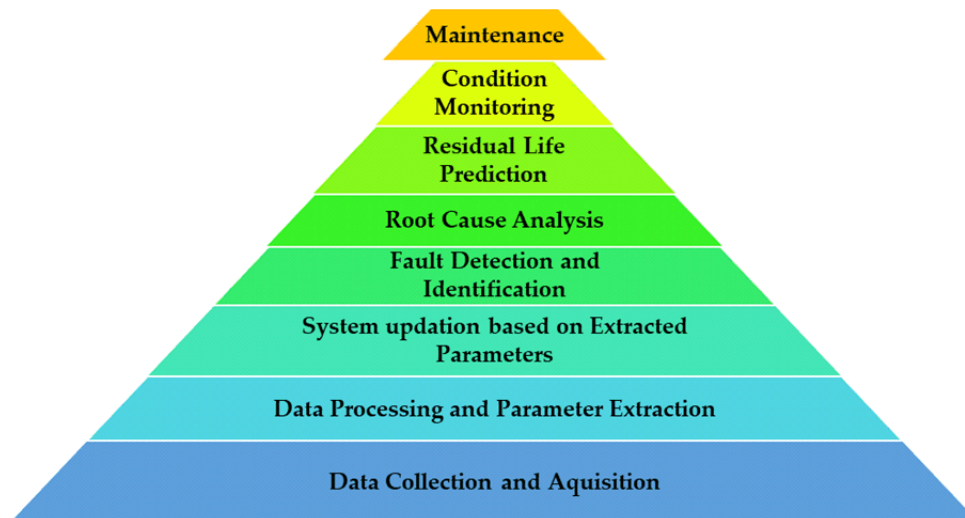 Maintenance
Condition
Monitoring
Residual Life
Prediction
Root Cause Analysis
Fault Detection and
Identification
System updation based on Extracted
Parameters
Data Processing and Parameter Extraction
Data Collection and Aquisition